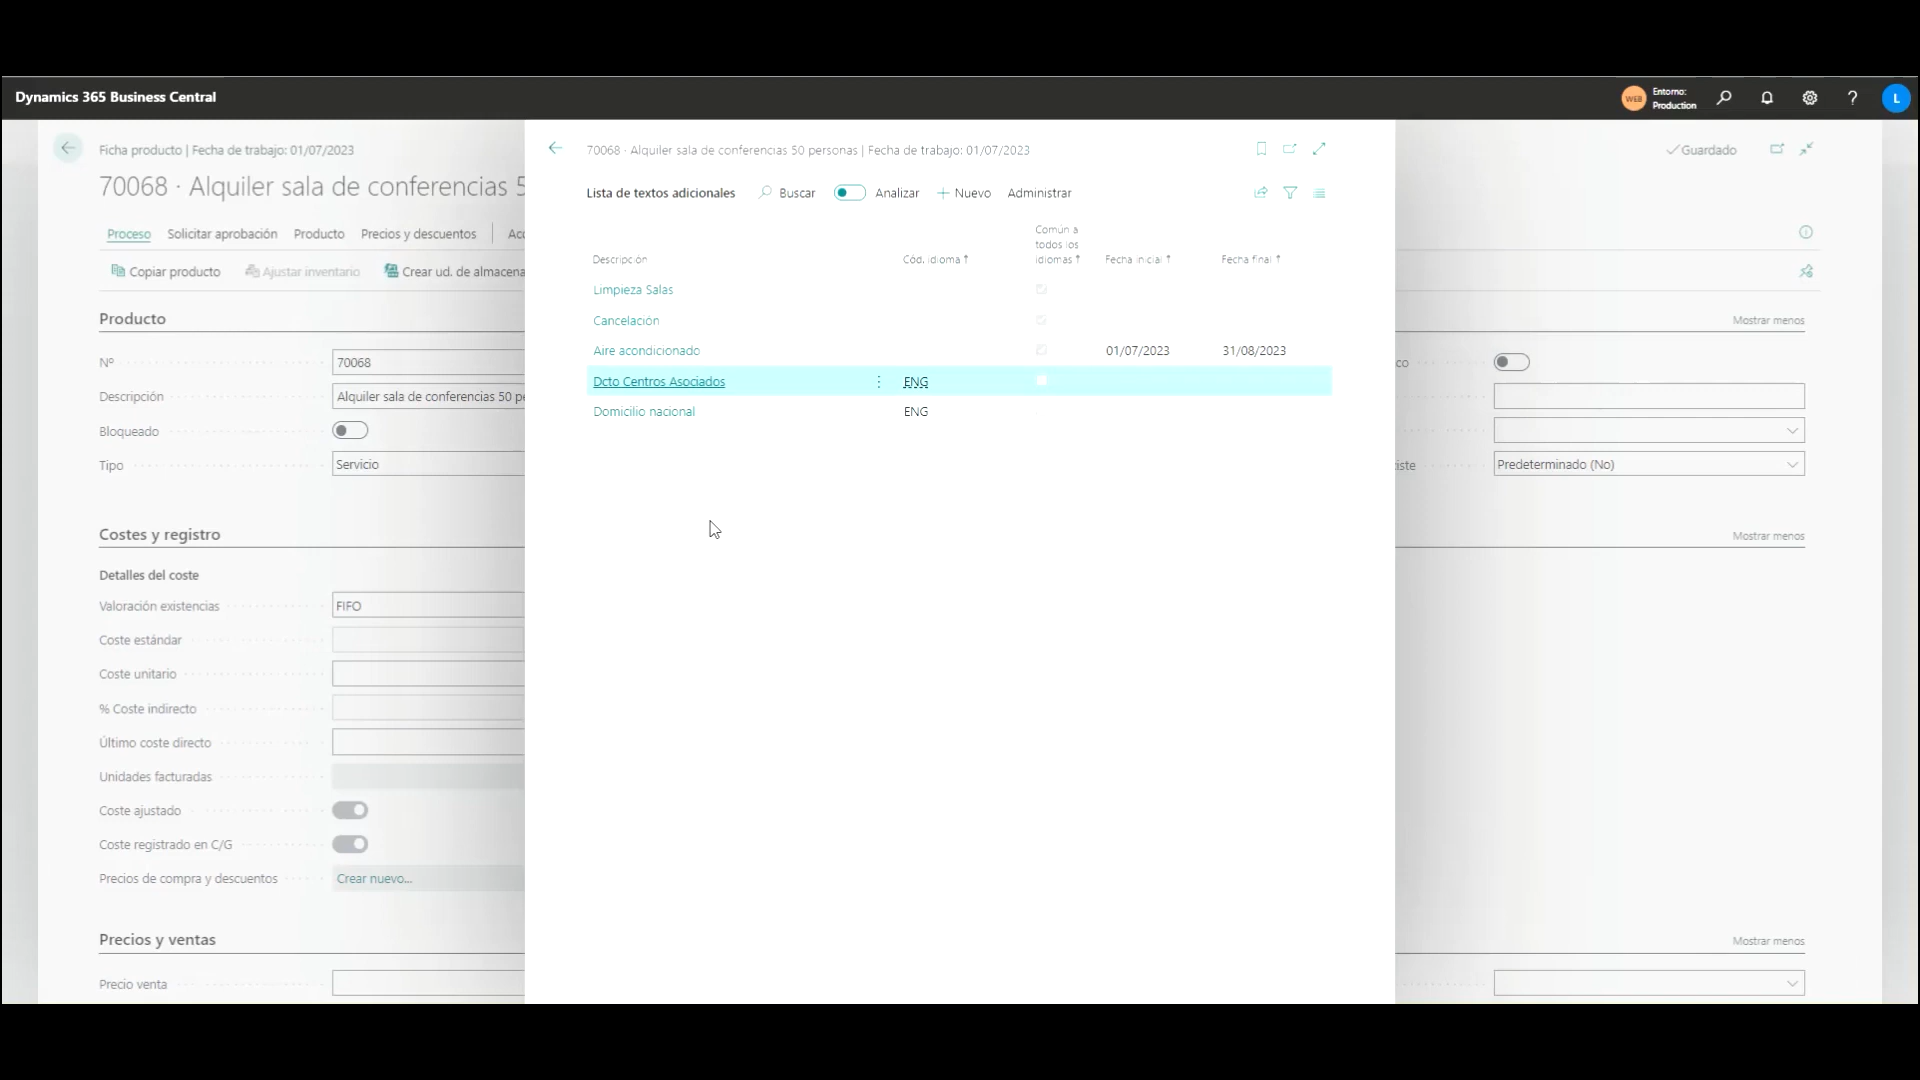 Dynamics 365 Business Central
WEB
Entorno:
Production
?
L
Ficha producto | Fecha de trabajo: 01/07/2023
70068 · Alquiler sala de conferencias 5
Guardado
Proceso
Solicitar aprobación
Producto
Precios y descuentos
Acc
Copiar producto
Ajustar inventario
Crear ud. de almacena
Producto
Mostrar menos
Nº
70068
Descripción
Alquiler sala de conferencias 50 pe
Bloqueado
Tipo
Servicio
co
iste
Predeterminado (No)
Costes y registro
Mostrar menos
Detalles del coste
Valoración existencias
FIFO
Coste estándar
Coste unitario
% Coste indirecto
Último coste directo
Unidades facturadas
Coste ajustado
Coste registrado en C/G
Precios de compra y descuentos
Crear nuevo...
Precios y ventas
Mostrar menos
Precio venta
70068 · Alquiler sala de conferencias 50 personas | Fecha de trabajo: 01/07/2023
Lista de textos adicionales
Buscar
Analizar
Nuevo
Administrar
Descripción
Cód. idioma ↑
Común a
todos los
idiomas ↑
Fecha inicial ↑
Fecha final ↑
Limpieza Salas
Cancelación
Aire acondicionado 01/07/2023 31/08/2023
Dcto Centros Asociados ENG
Domicilio nacional ENG